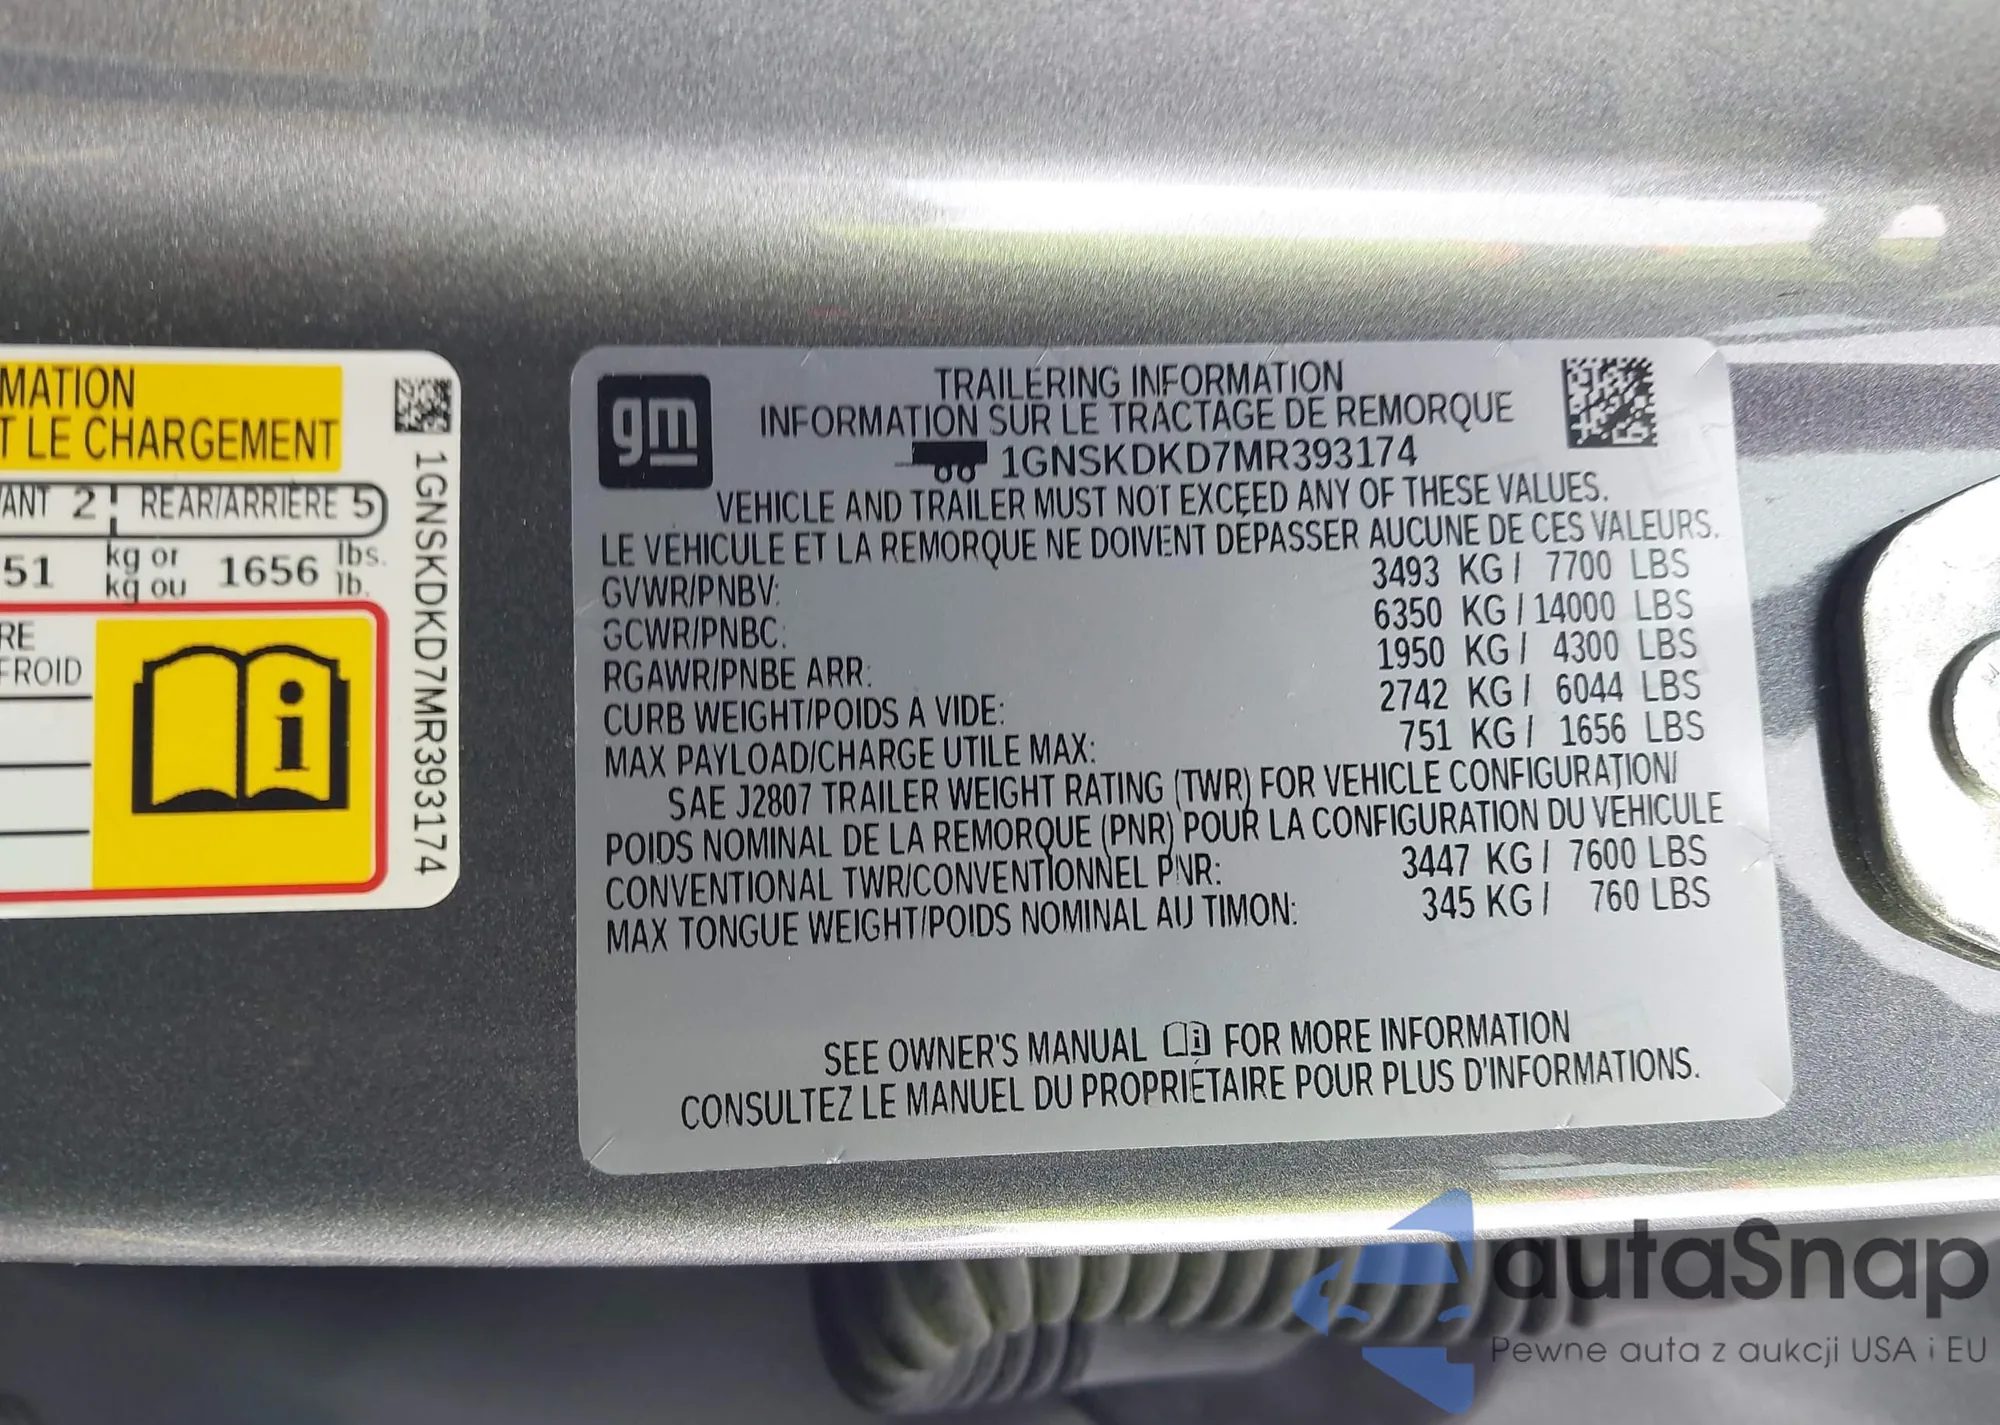 MATION
T LE CHARGEMENT
VANT 2 REAR/ARRIÈRE 5
51 kg or 1656 lbs.
kg ou lb.
RE
FROID
1GNSKDKD7MR393174
gm
TRAILERING INFORMATION
INFORMATION SUR LE TRACTAGE DE REMORQUE
1GNSKDKD7MR393174
VEHICLE AND TRAILER MUST NOT EXCEED ANY OF THESE VALUES.
LE VÉHICULE ET LA REMORQUE NE DOIVENT DÉPASSER AUCUNE DE CES VALEURS.
GVWR/PNBV: 3493 KG / 7700 LBS
GCWR/PNBC: 6350 KG / 14000 LBS
RGAWR/PNBE ARR: 1950 KG / 4300 LBS
CURB WEIGHT/POIDS À VIDE: 2742 KG / 6044 LBS
MAX PAYLOAD/CHARGE UTILE MAX: 751 KG / 1656 LBS
SAE J2807 TRAILER WEIGHT RATING (TWR) FOR VEHICLE CONFIGURATION/
POIDS NOMINAL DE LA REMORQUE (PNR) POUR LA CONFIGURATION DU VÉHICULE
CONVENTIONAL TWR/CONVENTIONNEL PNR: 3447 KG / 7600 LBS
MAX TONGUE WEIGHT/POIDS NOMINAL AU TIMON: 345 KG / 760 LBS
SEE OWNER'S MANUAL FOR MORE INFORMATION
CONSULTEZ LE MANUEL DU PROPRIÉTAIRE POUR PLUS D'INFORMATIONS.
autaSnap
Pewne auta z aukcji USA i EU